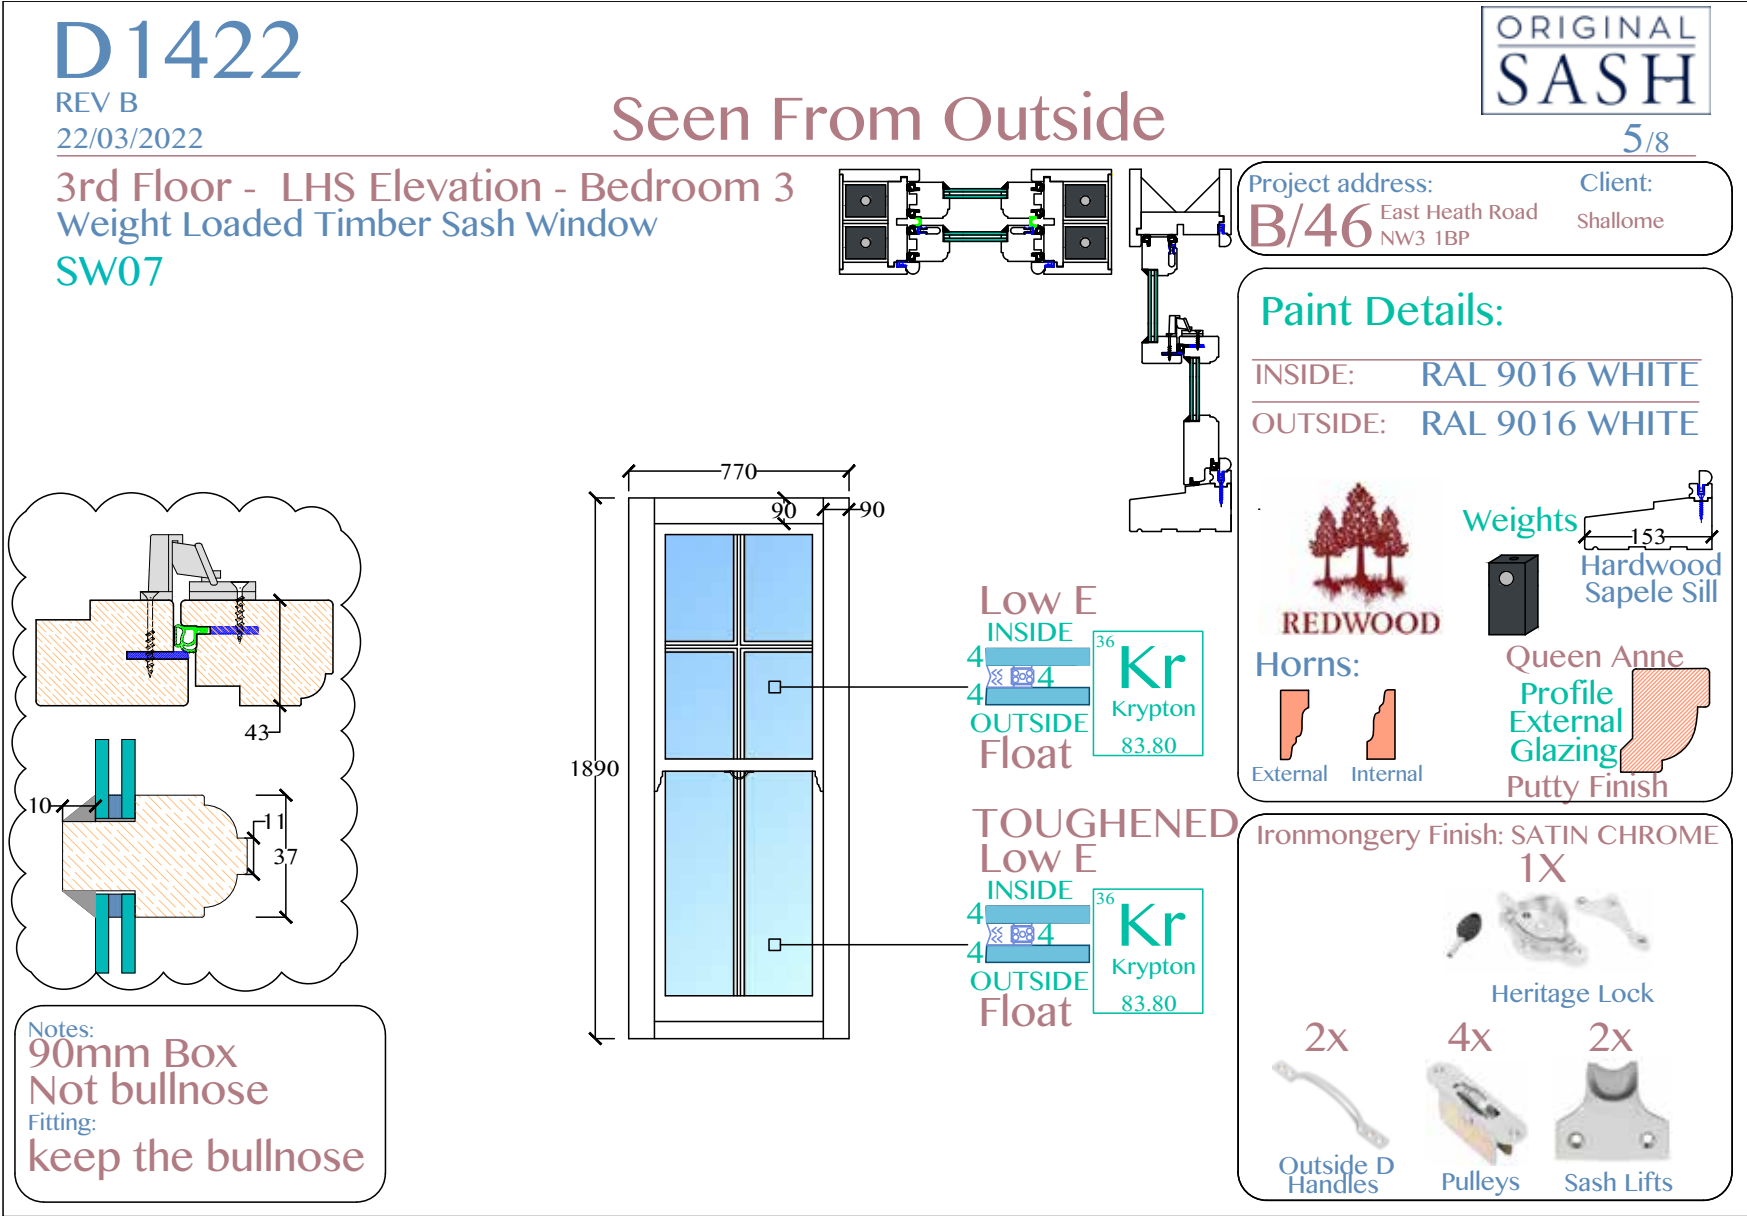 D1422
REV B
22/03/2022
Seen From Outside
ORIGINAL
SASH
5/8
3rd Floor - LHS Elevation - Bedroom 3
Weight Loaded Timber Sash Window
SW07
Project address:
B/46 East Heath Road
NW3 1BP
Client:
Shallome
Paint Details:
INSIDE: RAL 9016 WHITE
OUTSIDE: RAL 9016 WHITE
REDWOOD
Weights
153
Hardwood
Sapele Sill
Horns:
External
Internal
Queen Anne
Profile
External
Glazing
Putty Finish
770
90
90
1890
43
10
11
37
Low E
INSIDE
4
4
4
OUTSIDE
Float
36
Kr
Krypton
83.80
TOUGHENED
Low E
INSIDE
4
4
4
OUTSIDE
Float
36
Kr
Krypton
83.80
Ironmongery Finish: SATIN CHROME
1X
Heritage Lock
2x
Outside D
Handles
4x
Pulleys
2x
Sash Lifts
Notes:
90mm Box
Not bullnose
Fitting:
keep the bullnose